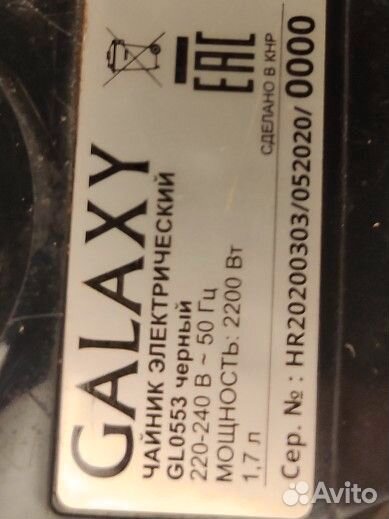 GALAXY
ЧАЙНИК ЭЛЕКТРИЧЕСКИЙ
GL0553 черный
220-240 В ~ 50 Гц
МОЩНОСТЬ: 2200 Вт
1,7 л
EAC
СДЕЛАНО В КНР
Сер. № : HR20200303/052020/ 0000
Avito